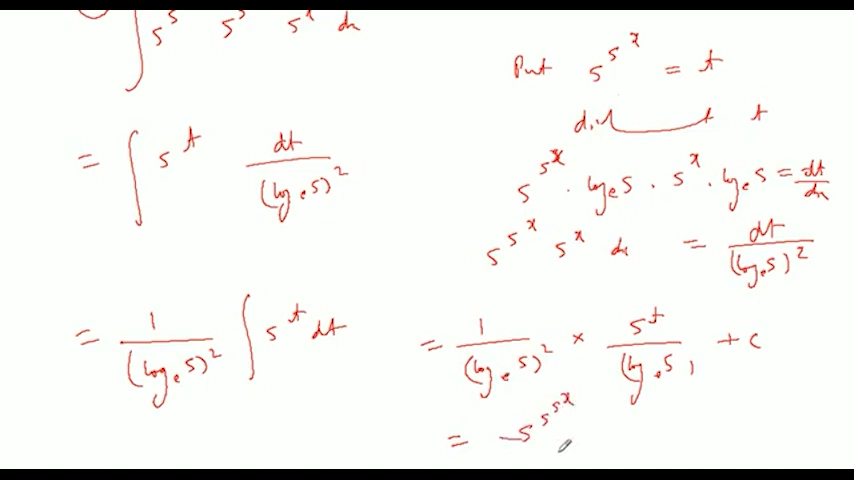 ∫ 5^5 5^5 5^x dx
Put 5^5^x = t
diff t
= ∫ 5^t dt/(log_e 5)^2
5^5^x · log_e 5 · 5^x · log_e 5 = dt/dx
5^5^x 5^x dx = dt/(log_e 5)^2
= 1/(log_e 5)^2 ∫ 5^t dt
= 1/(log_e 5)^2 × 5^t/(log_e 5) + c
= 5^5^5^x